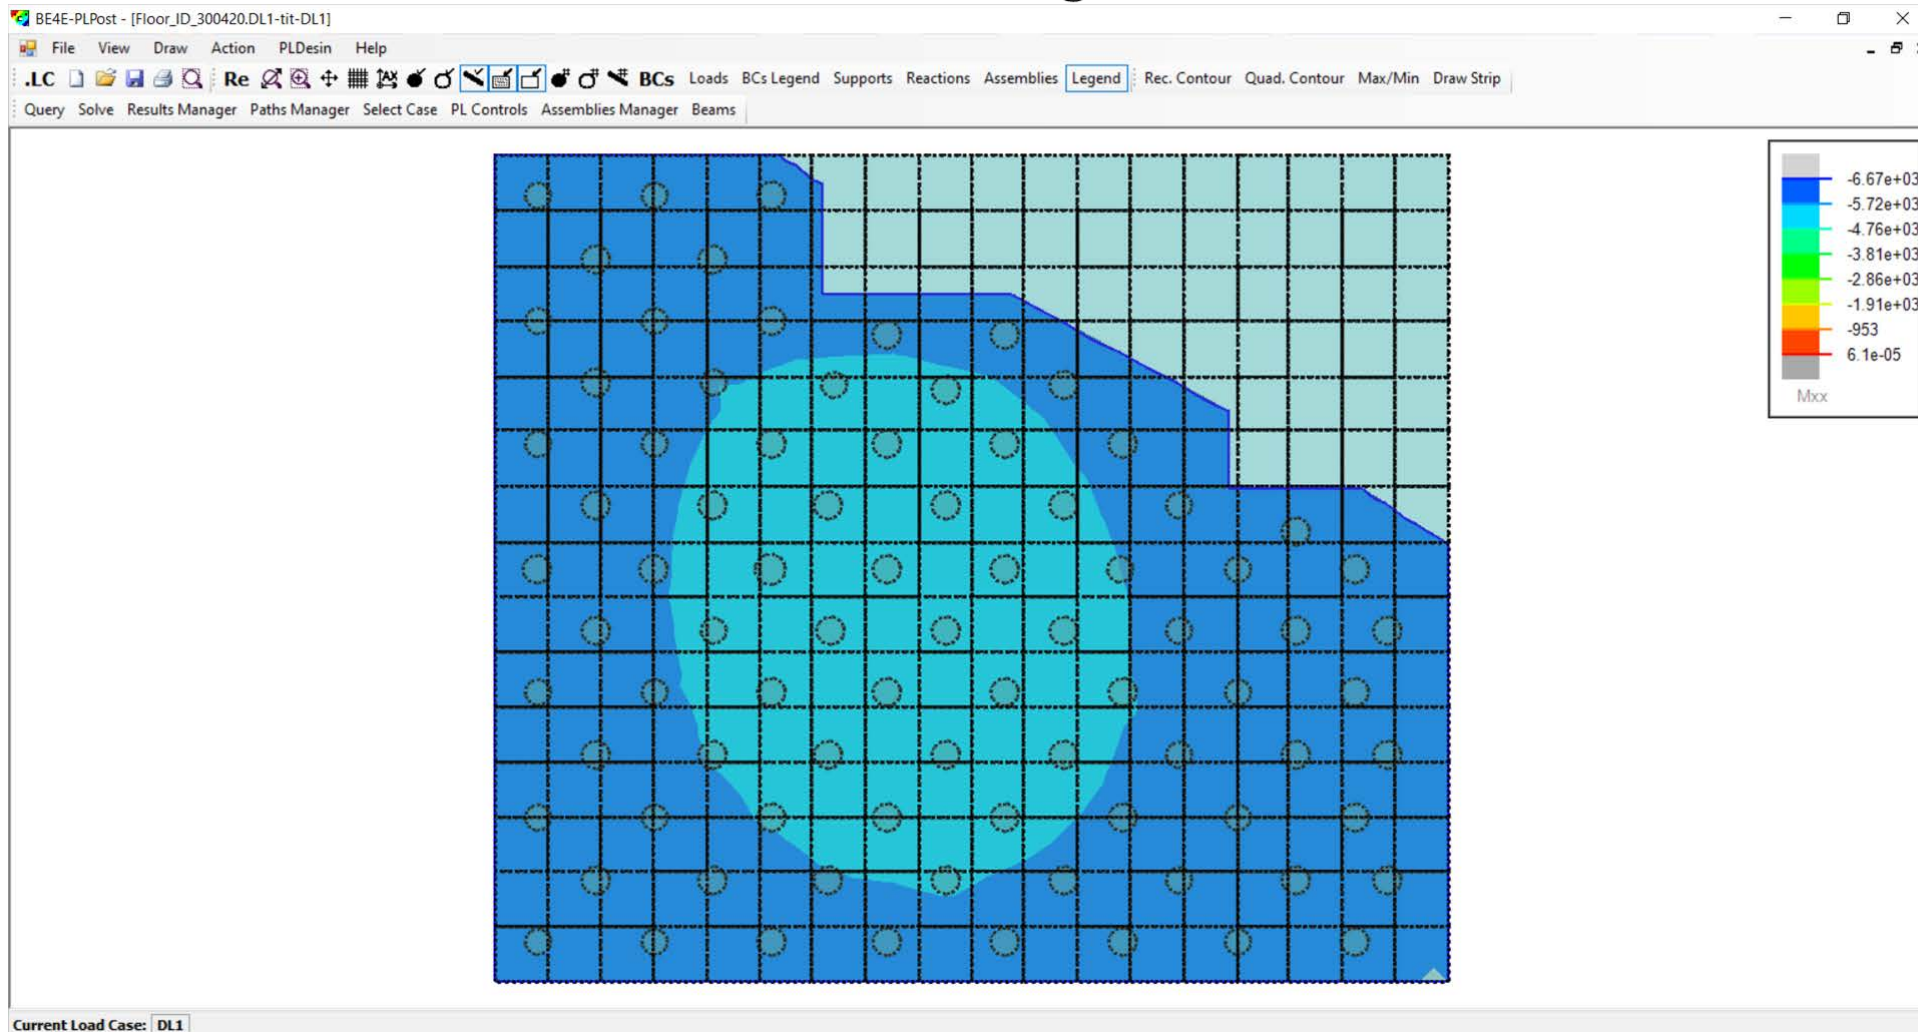 BE4E-PLPost - [Floor_ID_300420.DL1-tit-DL1]
File View Draw Action PLDesin Help
.LC Re BCs Loads BCs Legend Supports Reactions Assemblies Legend Rec. Contour Quad. Contour Max/Min Draw Strip
Query Solve Results Manager Paths Manager Select Case PL Controls Assemblies Manager Beams
-6.67e+03
-5.72e+03
-4.76e+03
-3.81e+03
-2.86e+03
-1.91e+03
-953
6.1e-05
Mxx
Current Load Case: DL1